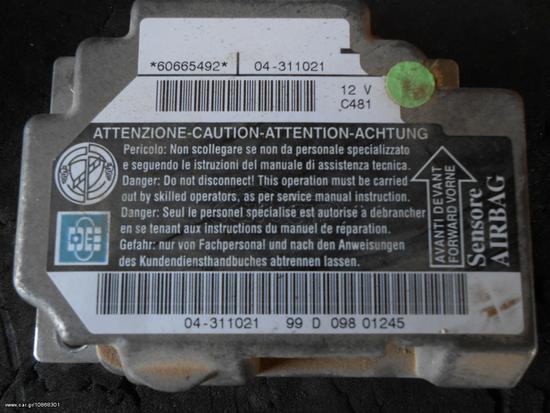 *60665492*
04-311021
12 V
C481
ATTENZIONE-CAUTION-ATTENTION-ACHTUNG
Pericolo: Non scollegare se non da personale specializzato
e seguendo le istruzioni del manuale di assistenza tecnica.
Danger: Do not disconnect! This operation must be carried
out by skilled operators, as per service manual instruction.
Danger: Seul le personel spécialisé est autorisé à débrancher
en se tenant aux instructions du manuel de réparation.
Gefahr: nur von Fachpersonal und nach den Anweisungen
des Kundendiensthandbuches abtrennen lassen.
AVANTI DEVANT
FORWARD VORNE
Sensore
AIRBAG
04-311021 99 D 098 01245
www.car.gr/10868301